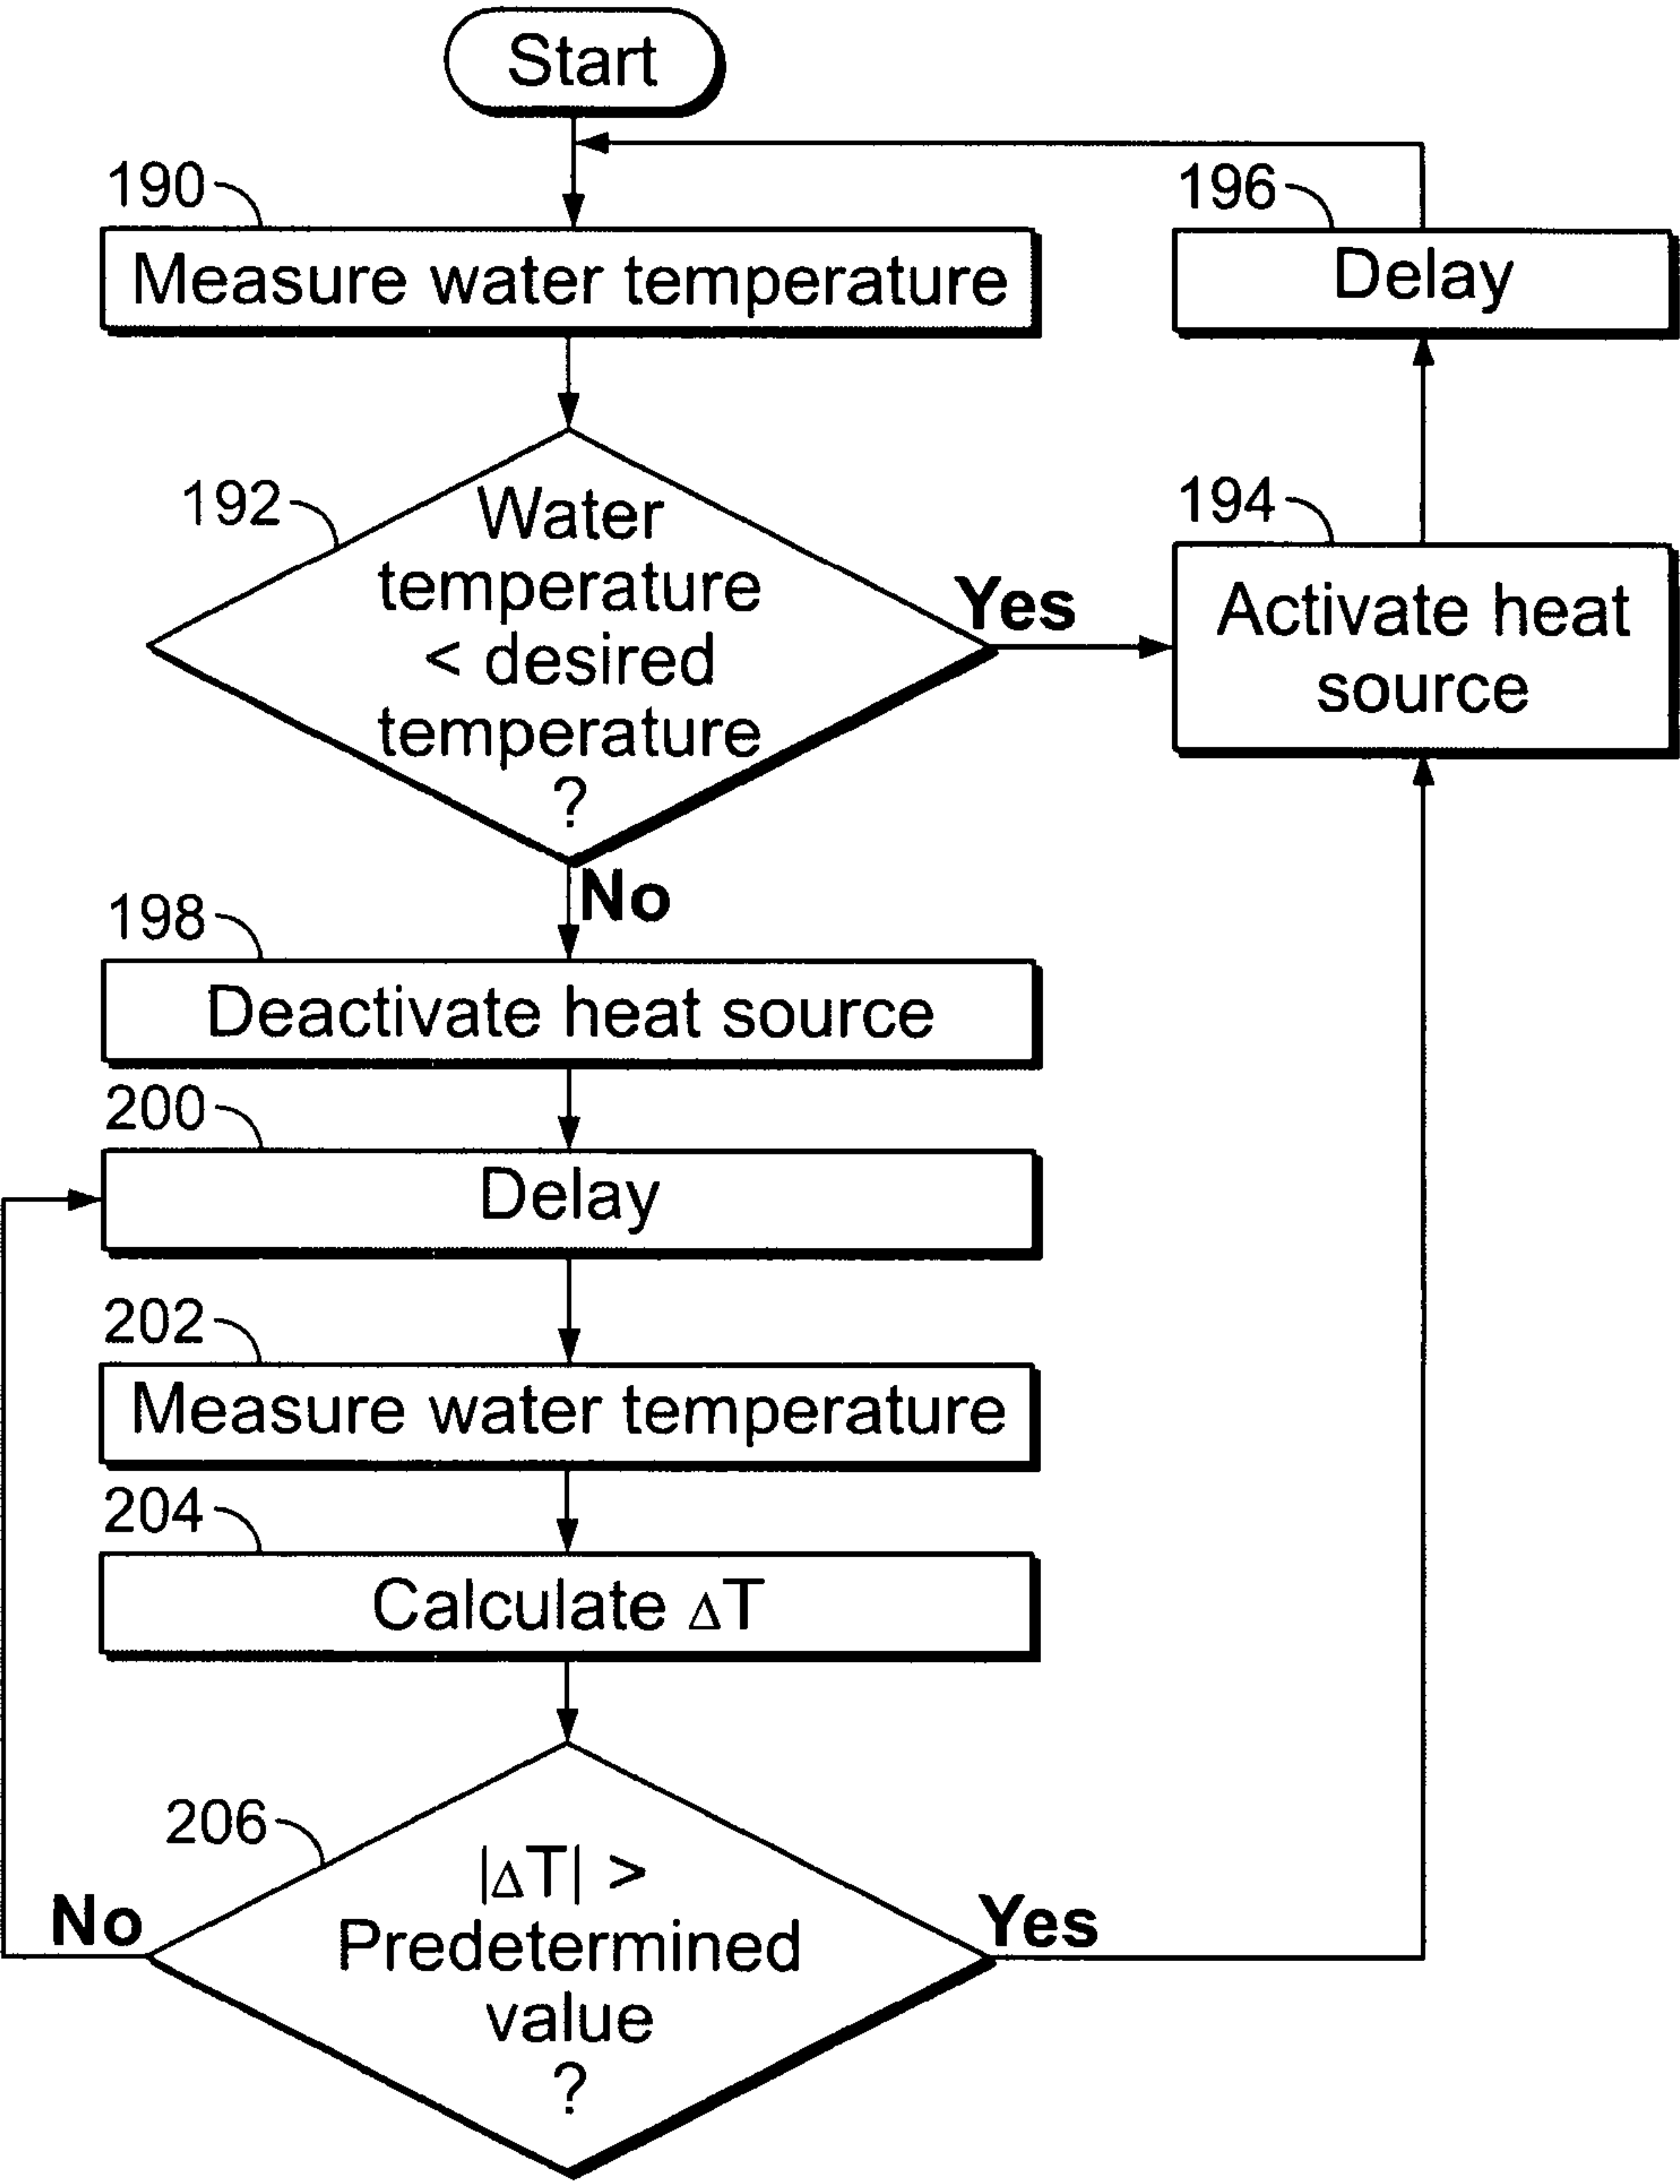 Start
190
Measure water temperature
196
Delay
192
Water
temperature
< desired
temperature
?
Yes
194
Activate heat
source
No
198
Deactivate heat source
200
Delay
202
Measure water temperature
204
Calculate ΔT
206
|ΔT| >
Predetermined
value
?
No
Yes